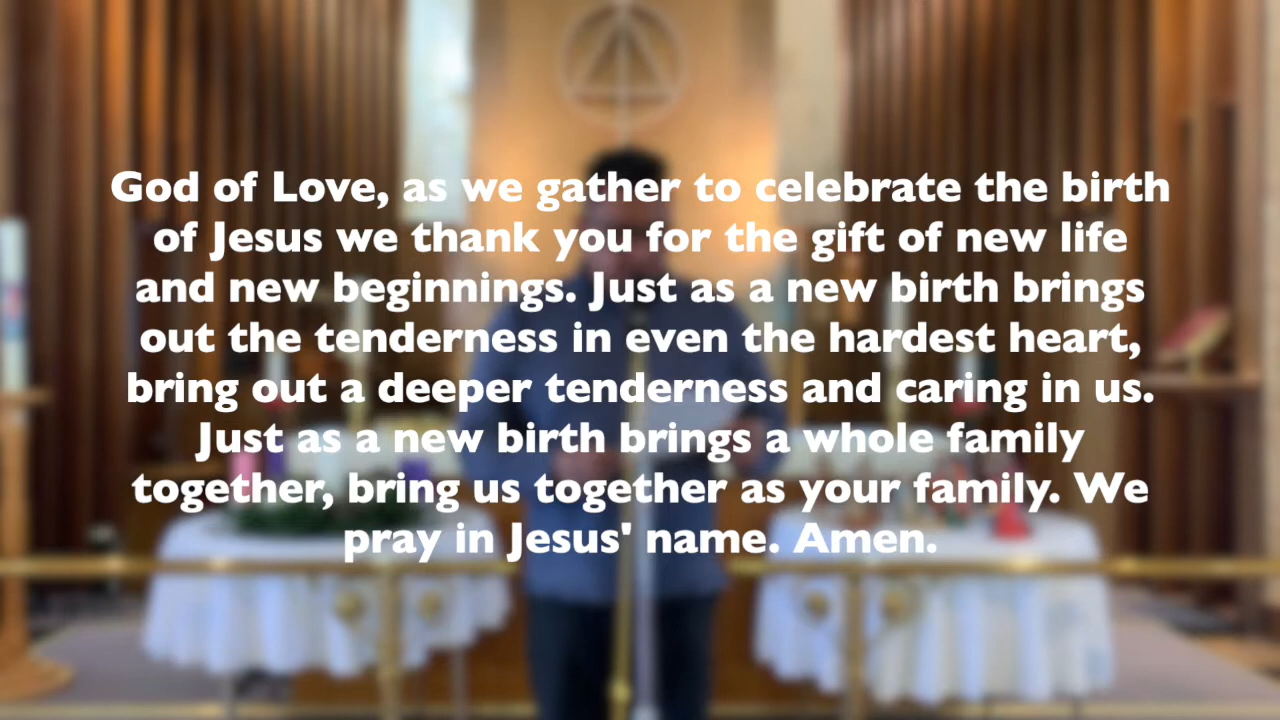 God of Love, as we gather to celebrate the birth
of Jesus we thank you for the gift of new life
and new beginnings. Just as a new birth brings
out the tenderness in even the hardest heart,
bring out a deeper tenderness and caring in us.
Just as a new birth brings a whole family
together, bring us together as your family. We
pray in Jesus' name. Amen.